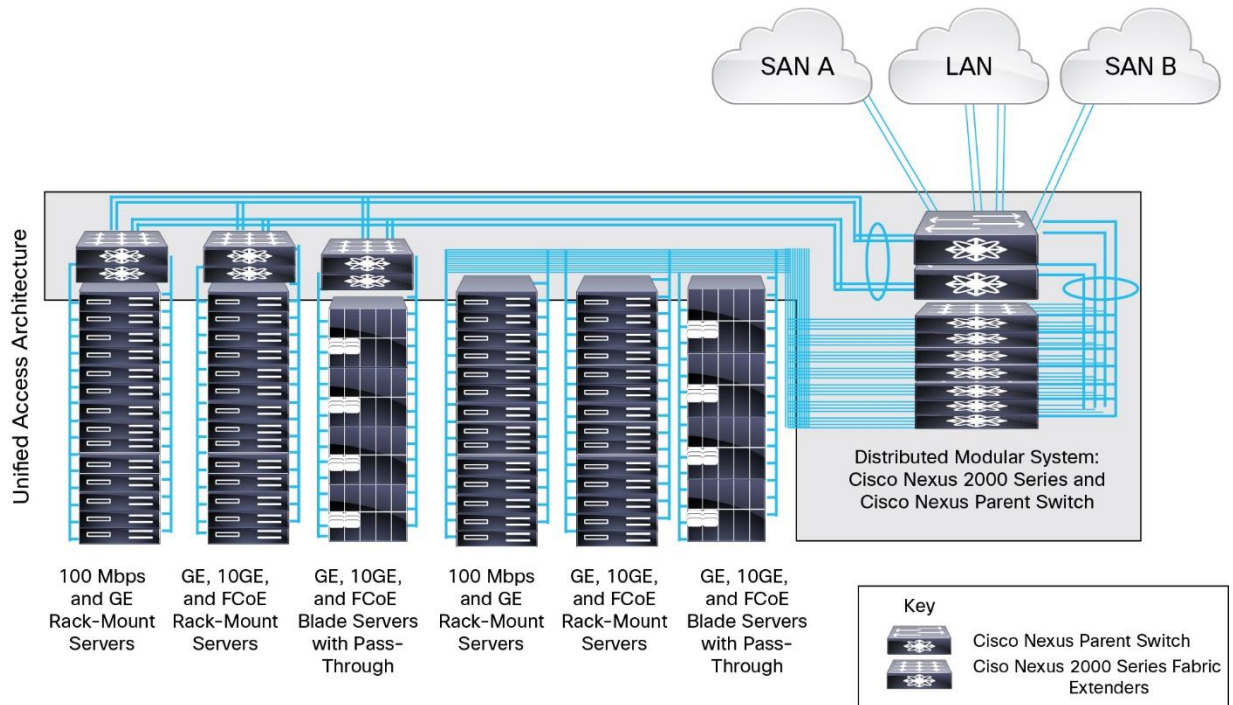 SAN A
LAN
SAN B
Unified Access Architecture
Distributed Modular System:
Cisco Nexus 2000 Series and
Cisco Nexus Parent Switch
100 Mbps
and GE
Rack-Mount
Servers
GE, 10GE,
and FCoE
Rack-Mount
Servers
GE, 10GE,
and FCoE
Blade Servers
with Pass-
Through
100 Mbps
and GE
Rack-Mount
Servers
GE, 10GE,
and FCoE
Rack-Mount
Servers
GE, 10GE,
and FCoE
Blade Servers
with Pass-
Through
Key
Cisco Nexus Parent Switch
Ciso Nexus 2000 Series Fabric
Extenders